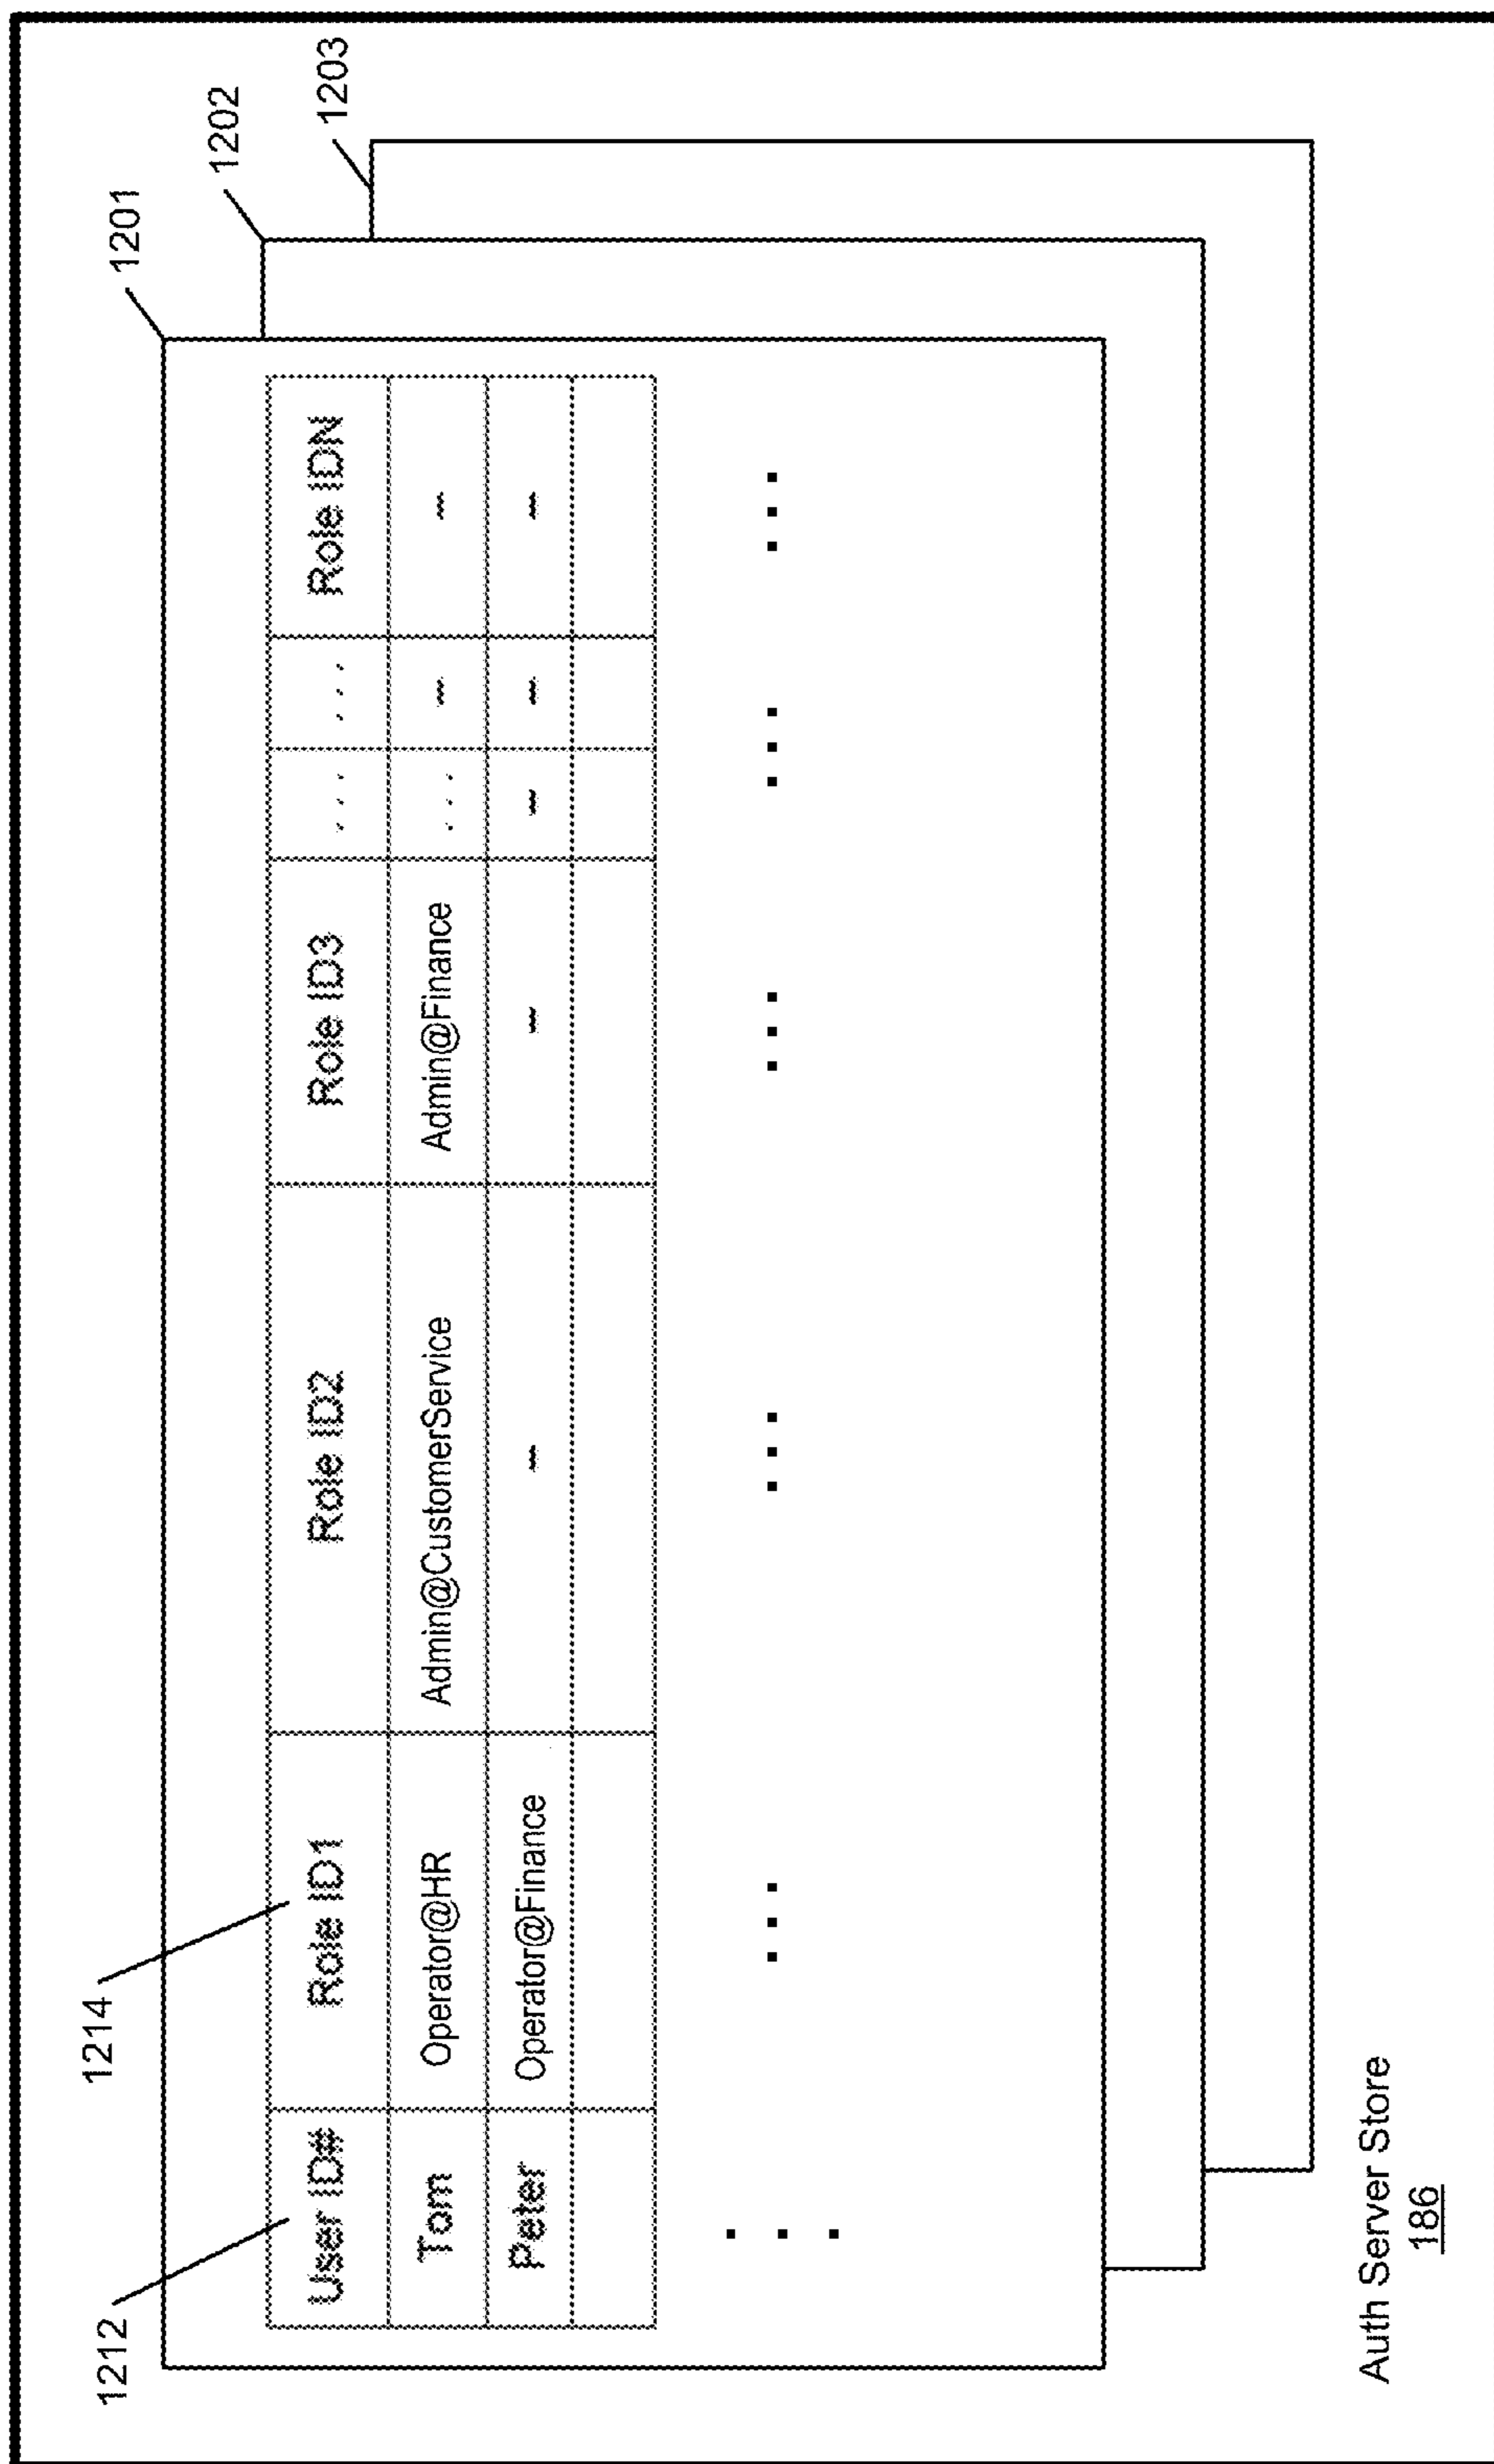 1201
1202
1203
1214
1212
User ID# Role ID1 Role ID2 Role ID3 ... ... Role IDN
Tom Operator@HR Admin@CustomerService Admin@Finance ... – –
Peter Operator@Finance – – – – –
... ... ... ... ... ...
Auth Server Store
186